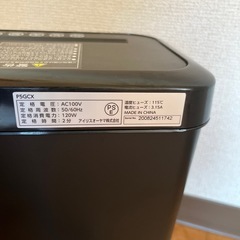 P5GCX
定格電圧：AC100V
定格周波数：50/60Hz
定格消費電力：120W
定格時間：2分
PS
E
アイリスオーヤマ株式会社
温度ヒューズ：115℃
電流ヒューズ：3.15A
MADE IN CHINA
200824511742